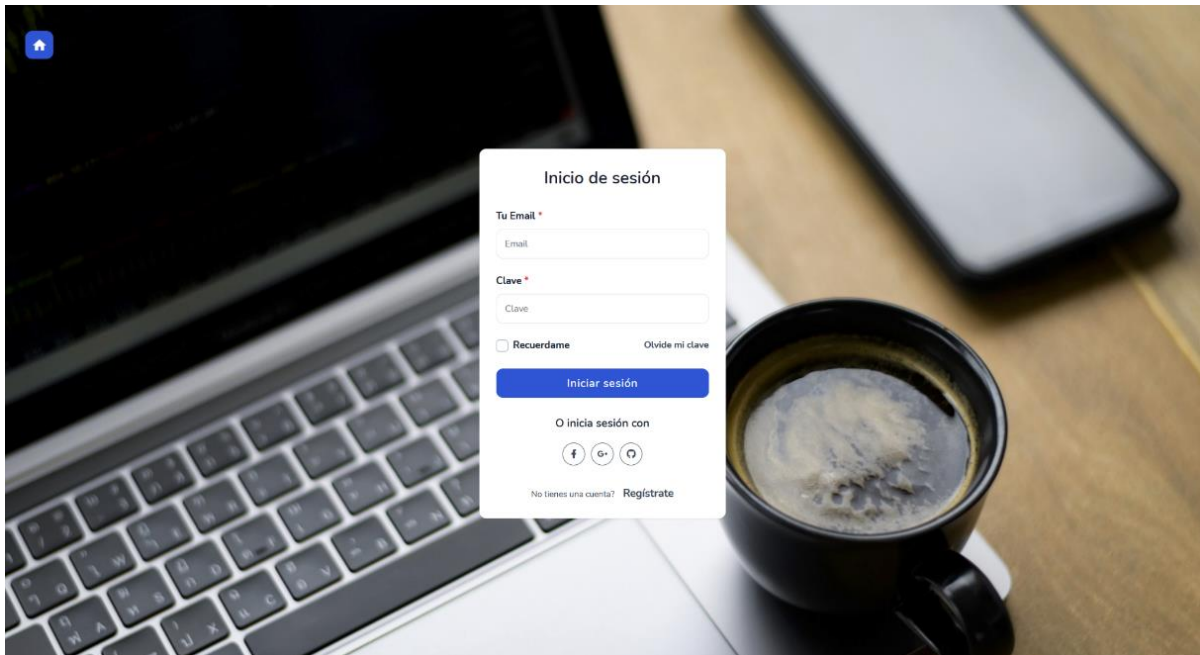 Inicio de sesión
Tu Email *
Email
Clave *
Clave
Recuerdame Olvide mi clave
Iniciar sesión
O inicia sesión con
No tienes una cuenta? Regístrate